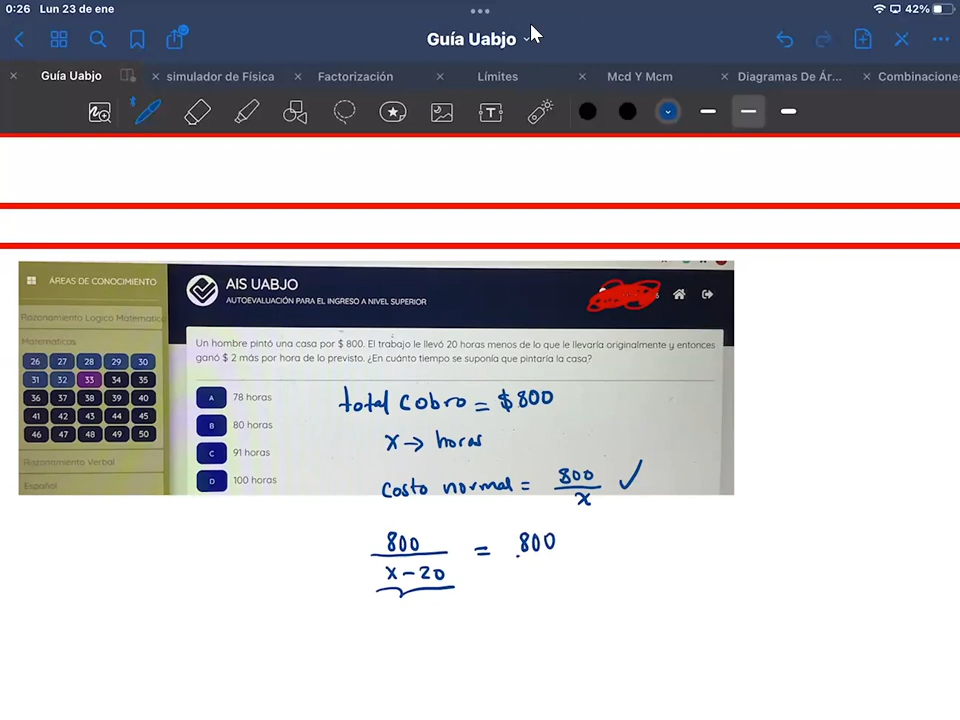 0:26 Lun 23 de ene 42%
Guía Uabjo
Guía Uabjo simulador de Física Factorización Límites Mcd Y Mcm Diagramas De Ár... Combinacione
ÁREAS DE CONOCIMIENTO
Razonamiento Logico Matematico
Matematicas
26 27 28 29 30
31 32 33 34 35
36 37 38 39 40
41 42 43 44 45
46 47 48 49 50
Razonamiento Verbal
Español
AIS UABJO
AUTOEVALUACIÓN PARA EL INGRESO A NIVEL SUPERIOR
Un hombre pintó una casa por $ 800. El trabajo le llevó 20 horas menos de lo que le llevaría originalmente y entonces
ganó $ 2 más por hora de lo previsto. ¿En cuánto tiempo se suponía que pintaría la casa?
A 78 horas
B 80 horas
C 91 horas
D 100 horas
total cobro = $800
x → horas
costo normal = 800/x ✓
800/(x-20) = 800